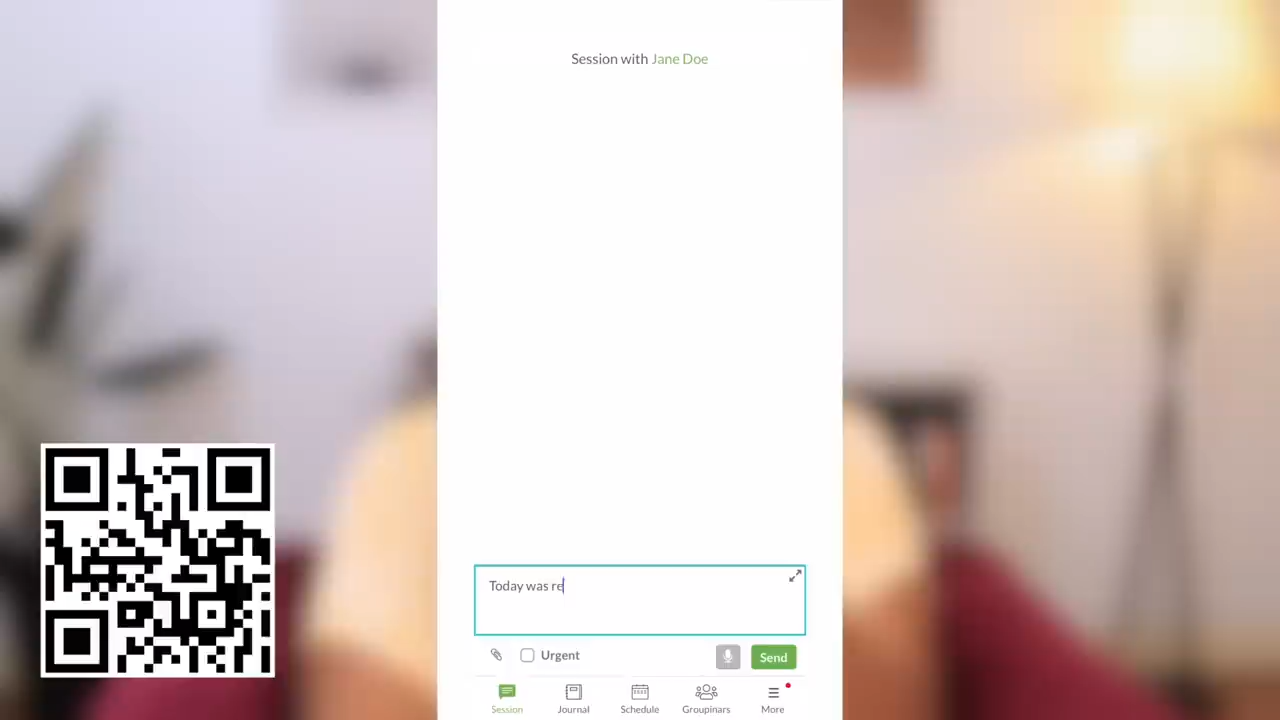 Session with Jane Doe
Today was re
Urgent
Send
Session
Journal
Schedule
Groupinars
More